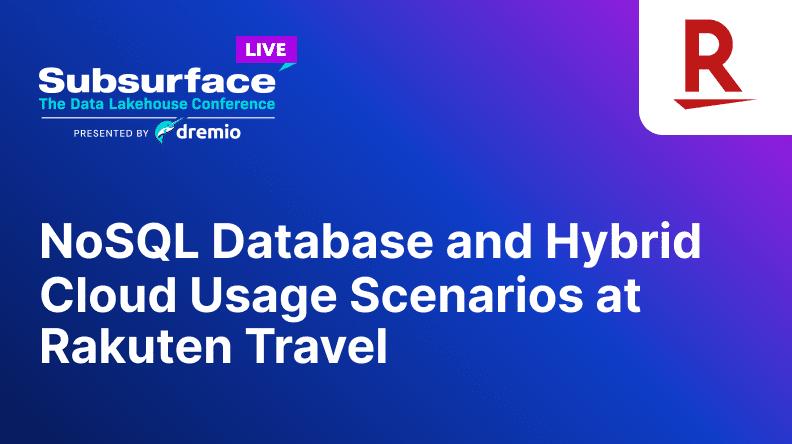 LIVE
Subsurface
The Data Lakehouse Conference
PRESENTED BY dremio
R
NoSQL Database and Hybrid
Cloud Usage Scenarios at
Rakuten Travel